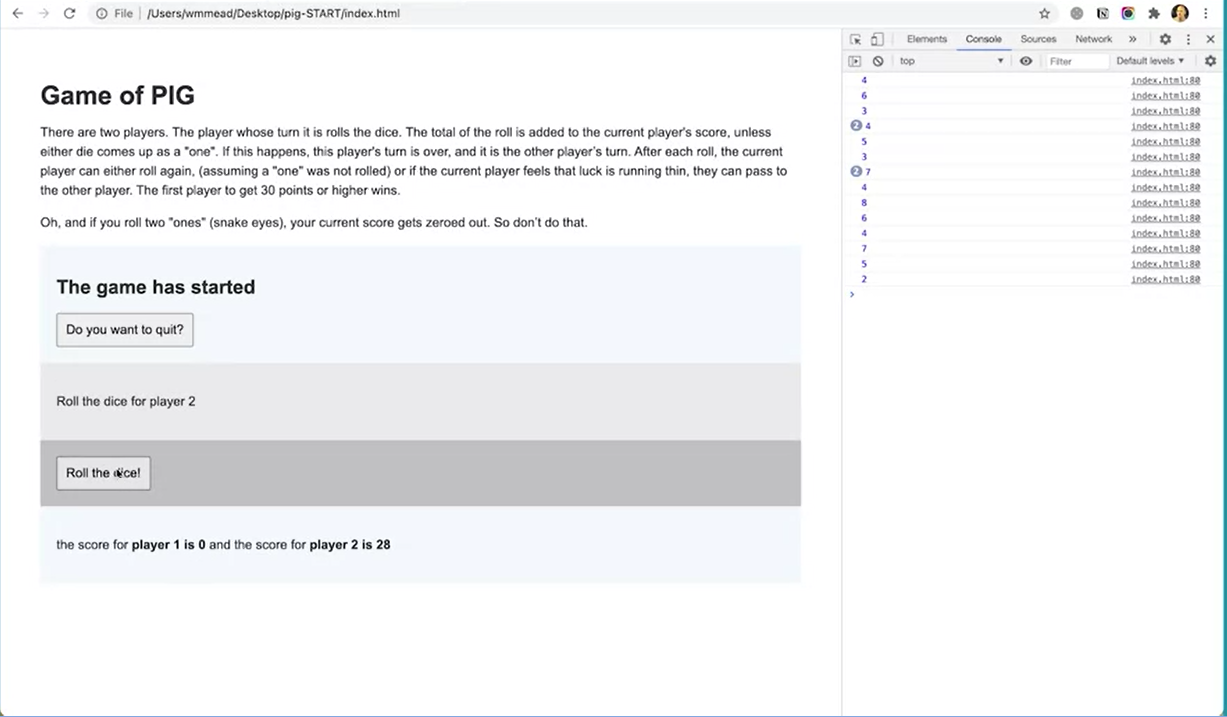 File | /Users/wmmead/Desktop/pig-START/index.html
Elements Console Sources Network »
top Filter Default levels
Game of PIG
There are two players. The player whose turn it is rolls the dice. The total of the roll is added to the current player's score, unless
either die comes up as a "one". If this happens, this player's turn is over, and it is the other player's turn. After each roll, the current
player can either roll again, (assuming a "one" was not rolled) or if the current player feels that luck is running thin, they can pass to
the other player. The first player to get 30 points or higher wins.
Oh, and if you roll two "ones" (snake eyes), your current score gets zeroed out. So don't do that.
The game has started
Do you want to quit?
Roll the dice for player 2
Roll the dice!
the score for player 1 is 0 and the score for player 2 is 28
4 index.html:80
6 index.html:80
3 index.html:80
2 4 index.html:80
5 index.html:80
3 index.html:80
2 7 index.html:80
4 index.html:80
8 index.html:80
6 index.html:80
4 index.html:80
7 index.html:80
5 index.html:80
2 index.html:80
>